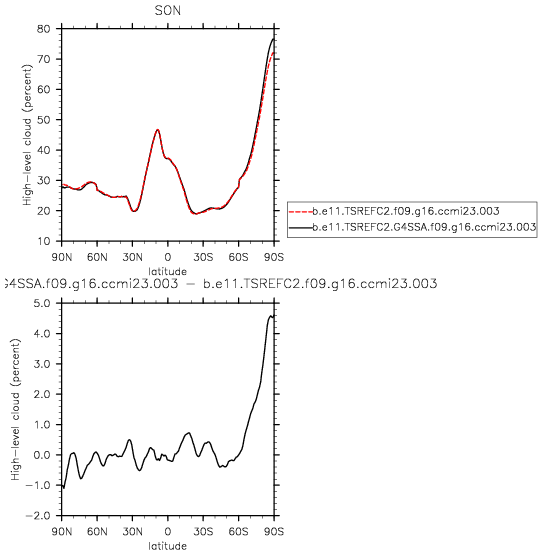 SON
80
70
60
50
40
30
20
10
High-level cloud (percent)
90N 60N 30N 0 30S 60S 90S
latitude
b.e11.TSREFC2.f09.g16.ccmi23.003
b.e11.TSREFC2.G4SSA.f09.g16.ccmi23.003
G4SSA.f09.g16.ccmi23.003 - b.e11.TSREFC2.f09.g16.ccmi23.003
5.0
4.0
3.0
2.0
1.0
0.0
-1.0
-2.0
High-level cloud (percent)
90N 60N 30N 0 30S 60S 90S
latitude